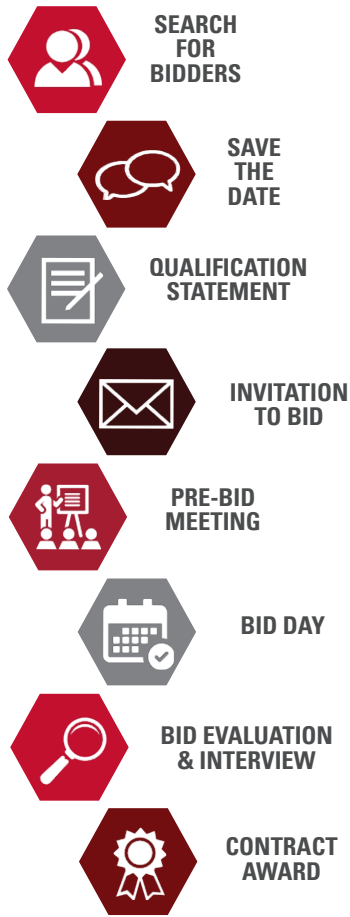 SEARCH
FOR
BIDDERS
SAVE
THE
DATE
QUALIFICATION
STATEMENT
INVITATION
TO BID
PRE-BID
MEETING
BID DAY
BID EVALUATION
& INTERVIEW
CONTRACT
AWARD